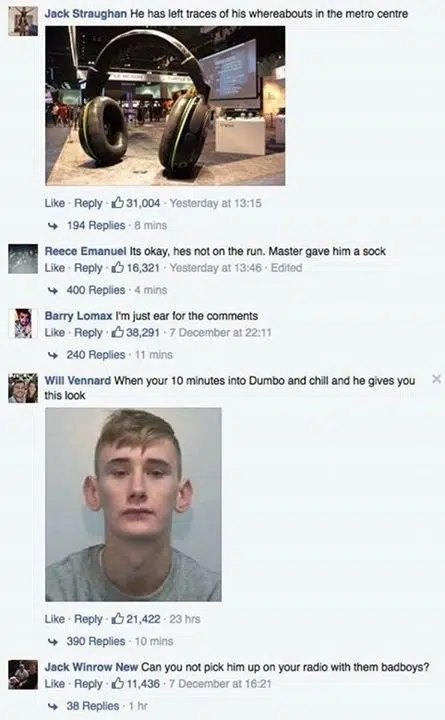 Jack Straughan He has left traces of his whereabouts in the metro centre
Like · Reply · 31,004 · Yesterday at 13:15
194 Replies · 8 mins
Reece Emanuel Its okay, hes not on the run. Master gave him a sock
Like · Reply · 16,321 · Yesterday at 13:46 · Edited
400 Replies · 4 mins
Barry Lomax I'm just ear for the comments
Like · Reply · 38,291 · 7 December at 22:11
240 Replies · 11 mins
Will Vennard When your 10 minutes into Dumbo and chill and he gives you
this look
Like · Reply · 21,422 · 23 hrs
390 Replies · 10 mins
Jack Winrow New Can you not pick him up on your radio with them badboys?
Like · Reply · 11,436 · 7 December at 16:21
38 Replies · 1 hr